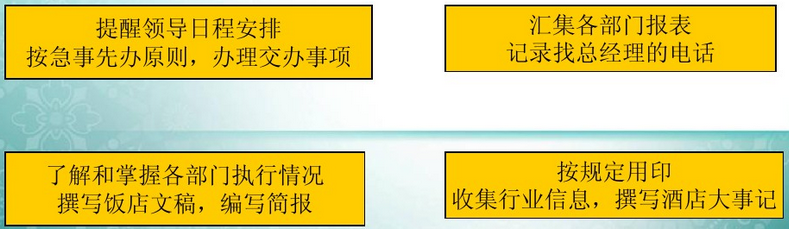 提醒领导日程安排
按急事先办原则，办理交办事项
汇集各部门报表
记录找总经理的电话
了解和掌握各部门执行情况
撰写饭店文稿，编写简报
按规定用印
收集行业信息，撰写酒店大事记